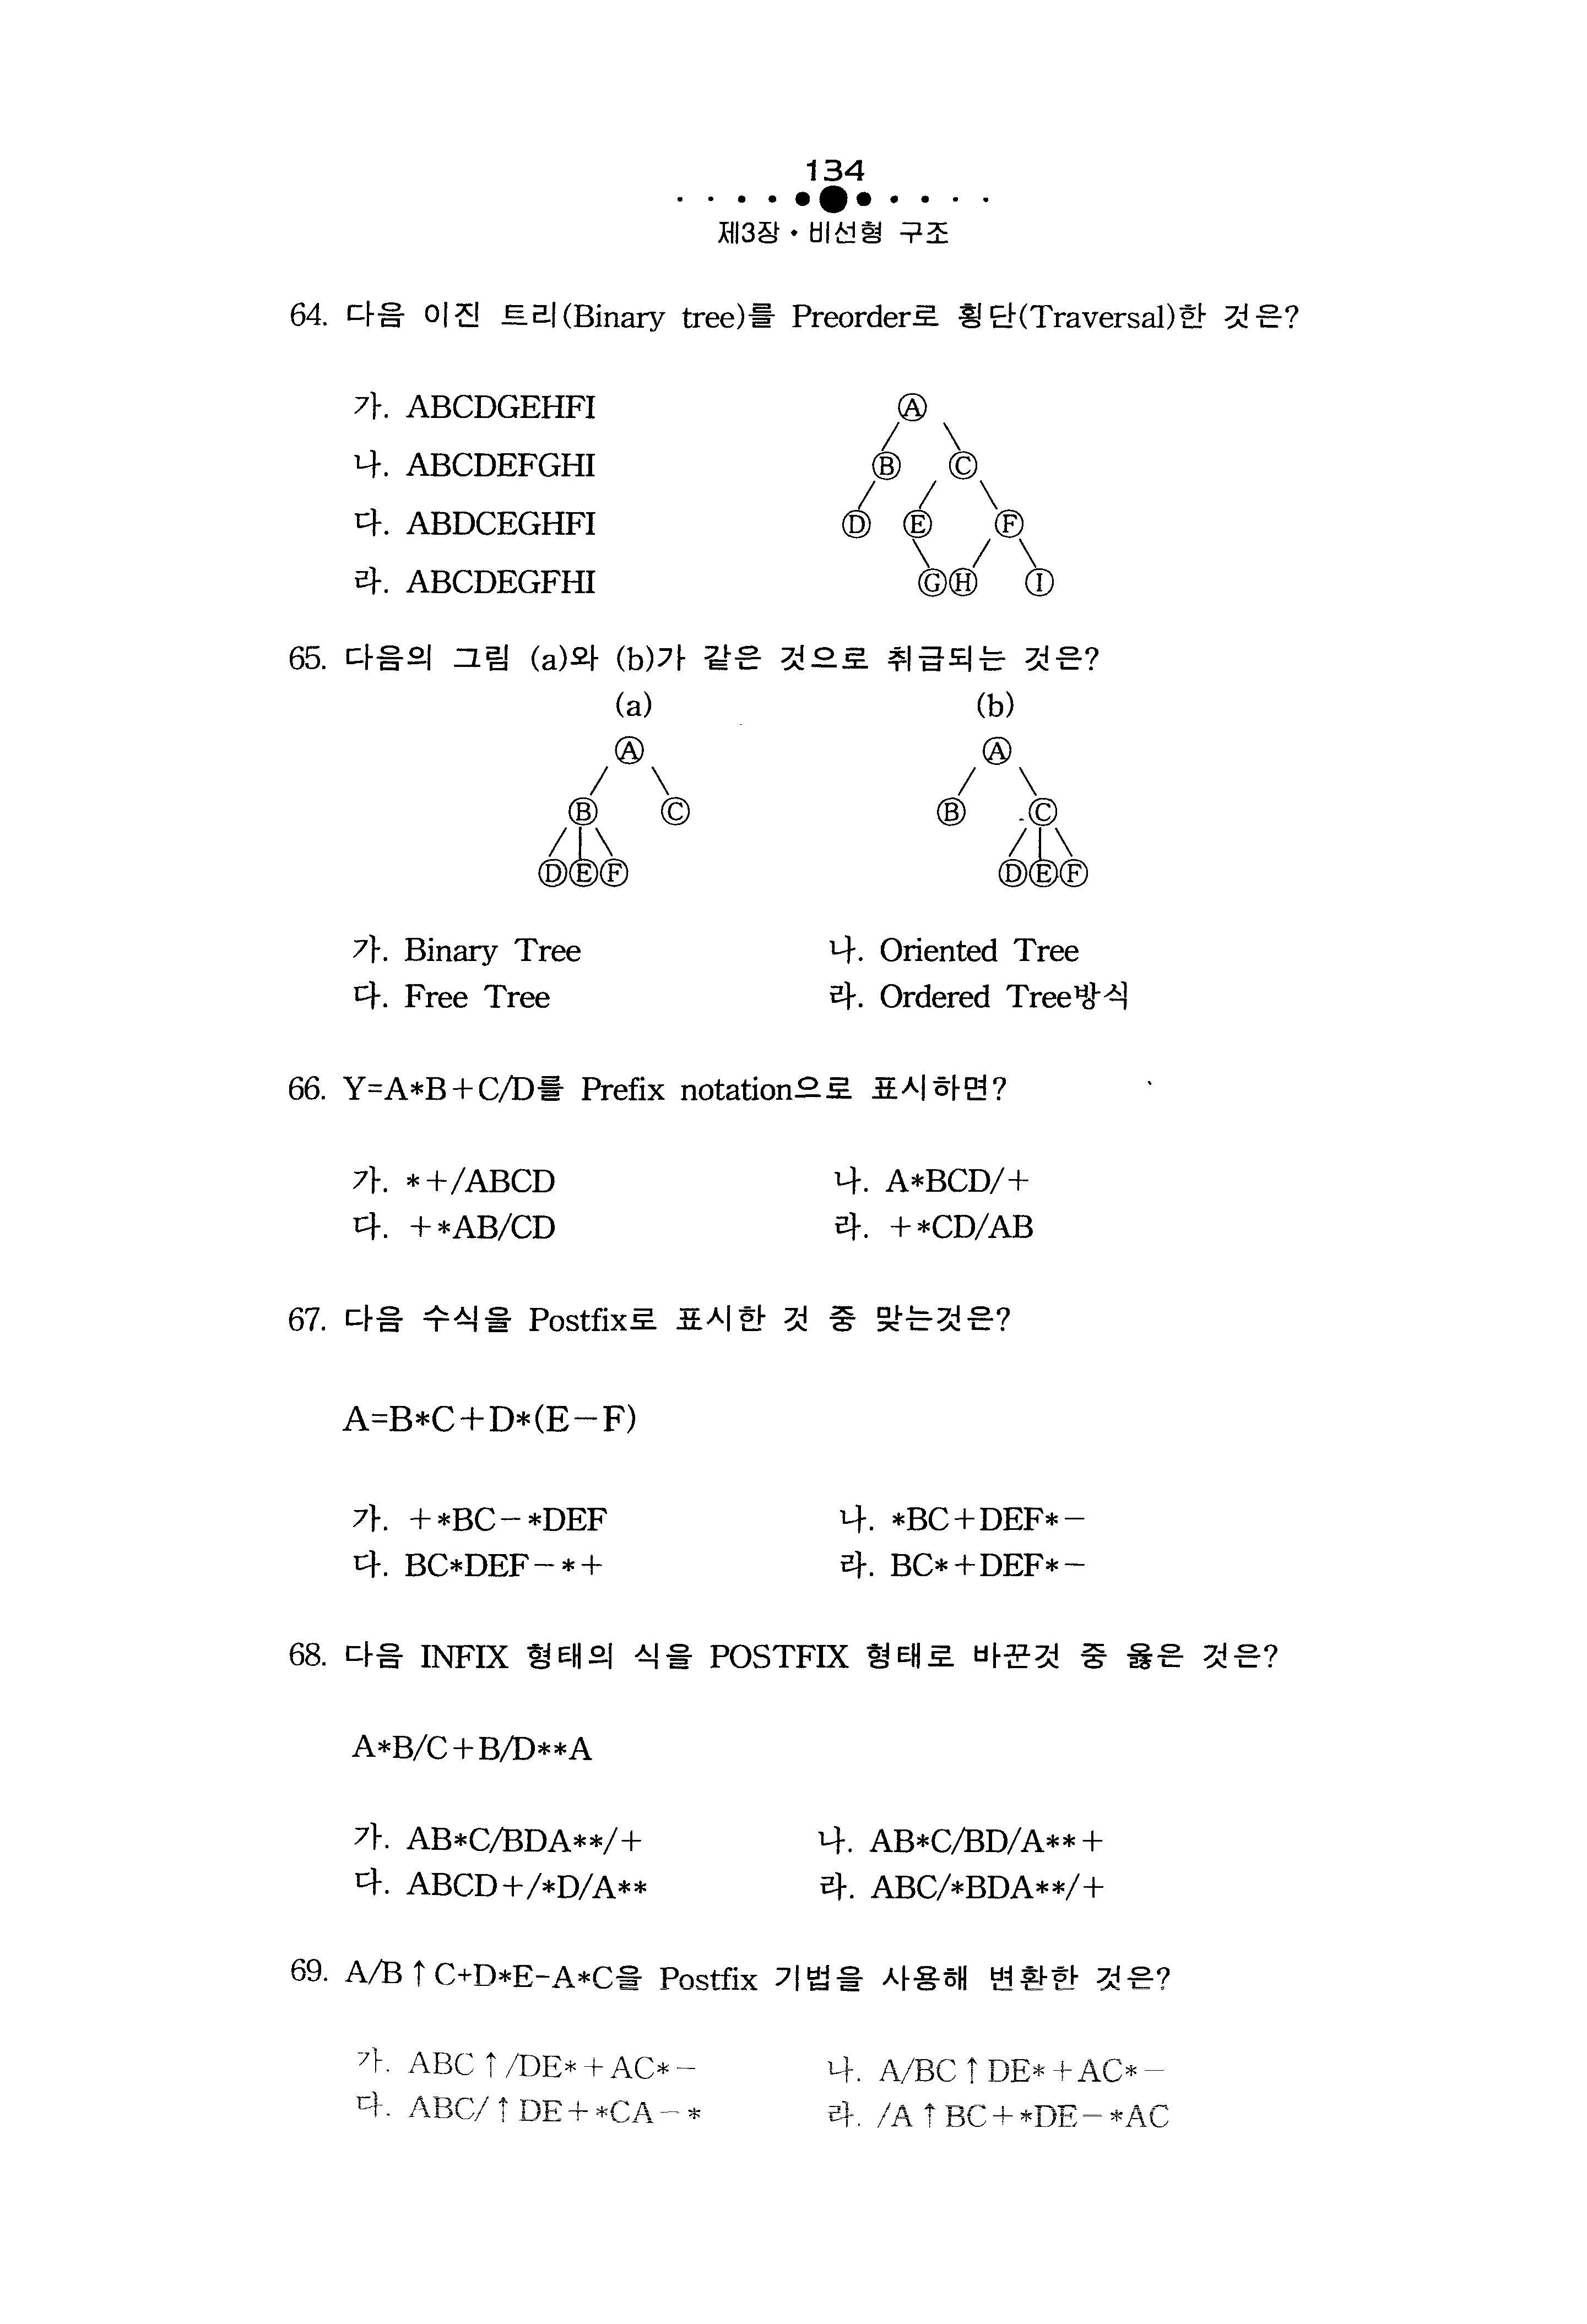 134
제3장 • 비선형 구조
64. 다음 이진 트리(Binary tree)를 Preorder로 횡단(Traversal)한 것은?
가. ABCDGEHFI
나. ABCDEFGHI
다. ABDCEGHFI
라. ABCDEGFHI
A
B C
D E F
G H I
65. 다음의 그림 (a)와 (b)가 같은 것으로 취급되는 것은?
(a) (b)
A A
B C B C
D E F D E F
가. Binary Tree 나. Oriented Tree
다. Free Tree 라. Ordered Tree방식
66. Y=A*B+C/D를 Prefix notation으로 표시하면?
가. *+/ABCD 나. A*BCD/+
다. +*AB/CD 라. +*CD/AB
67. 다음 수식을 Postfix로 표시한 것 중 맞는것은?
A=B*C+D*(E-F)
가. +*BC-*DEF 나. *BC+DEF*-
다. BC*DEF-*+ 라. BC*+DEF*-
68. 다음 INFIX 형태의 식을 POSTFIX 형태로 바꾼것 중 옳은 것은?
A*B/C+B/D**A
가. AB*C/BDA**/+ 나. AB*C/BD/A**+
다. ABCD+/*D/A** 라. ABC/*BDA**/+
69. A/B↑C+D*E-A*C을 Postfix 기법을 사용해 변환한 것은?
가. ABC↑/DE*+AC*- 나. A/BC↑DE*+AC*-
다. ABC/↑DE+*CA-* 라. /A↑BC+*DE-*AC